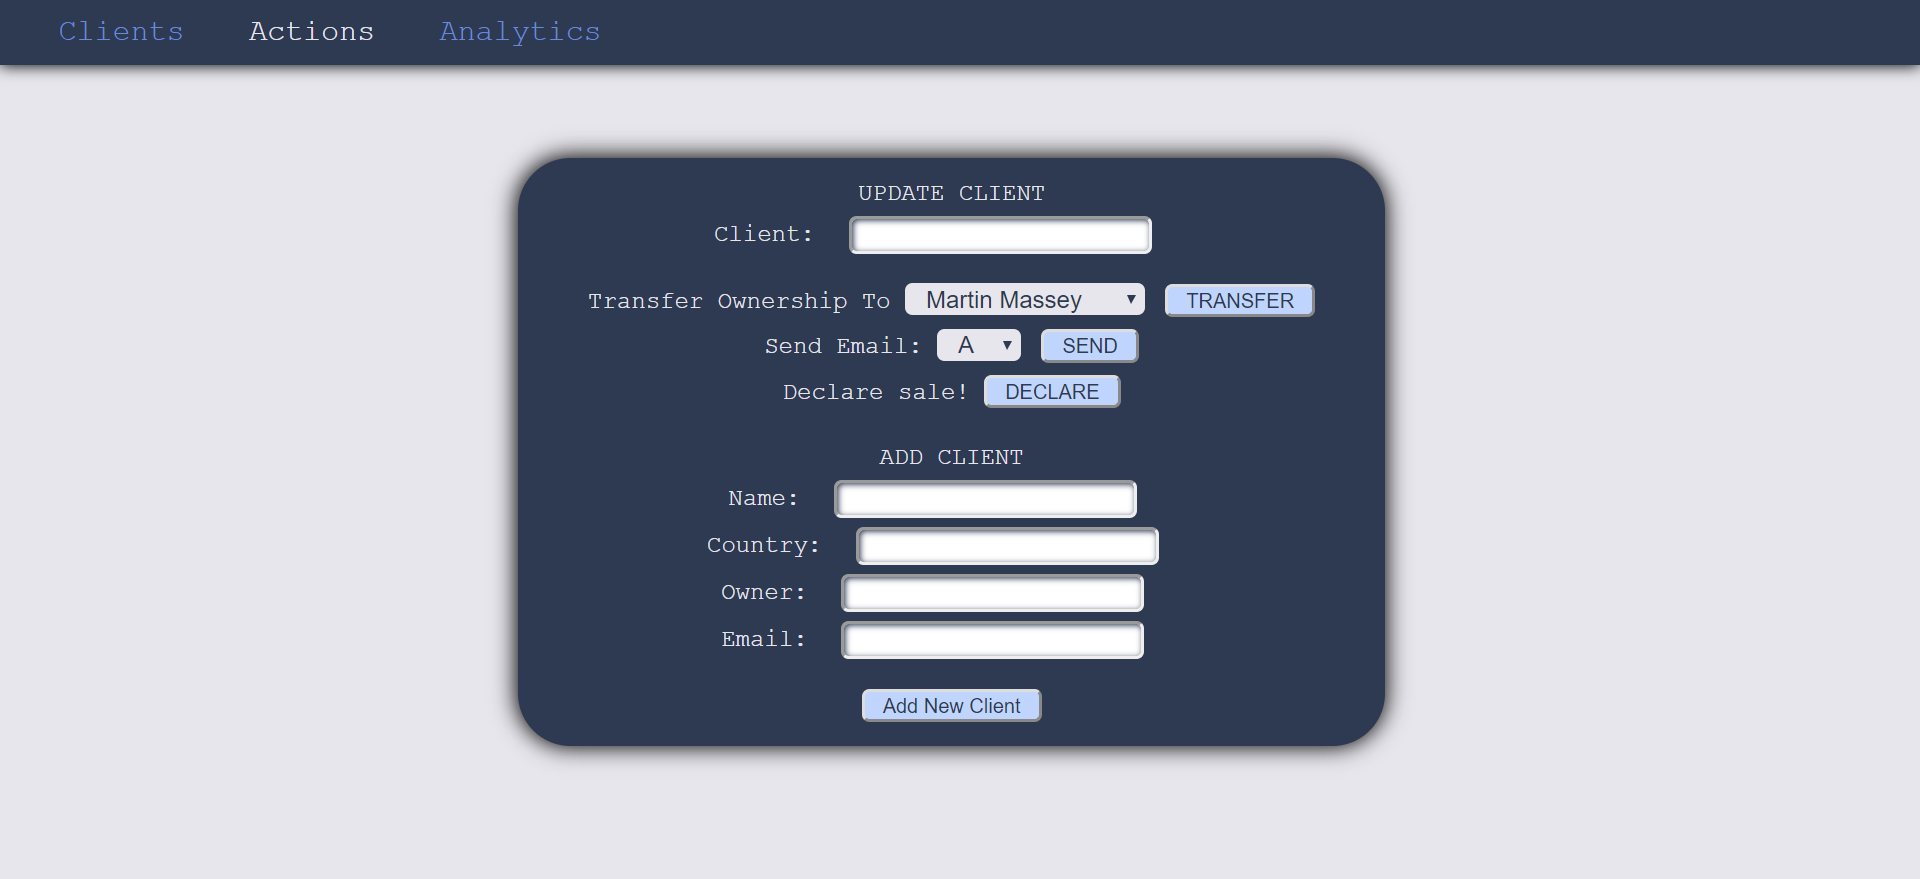 Clients Actions Analytics
UPDATE CLIENT
Client:
Transfer Ownership To Martin Massey TRANSFER
Send Email: A SEND
Declare sale! DECLARE
ADD CLIENT
Name:
Country:
Owner:
Email:
Add New Client